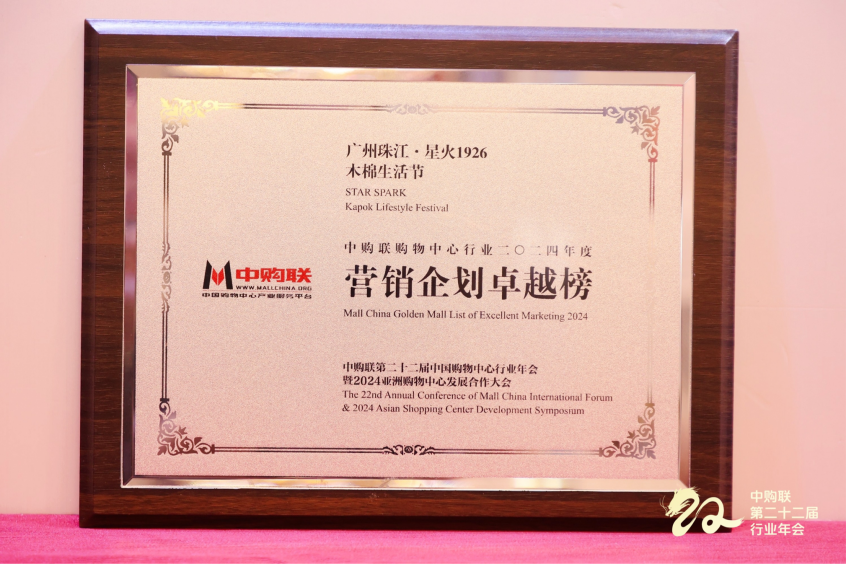 广州珠江·星火1926
木棉生活节
STAR SPARK
Kapok Lifestyle Festival
中购联购物中心行业二〇二四年度
营销企划卓越榜
Mall China Golden Mall List of Excellent Marketing 2024
中购联
WWW.MALLCHINA.ORG
中国购物中心产业服务平台
中购联第二十二届中国购物中心行业年会
暨2024亚洲购物中心发展合作大会
The 22nd Annual Conference of Mall China International Forum
& 2024 Asian Shopping Center Development Symposium
中购联
第二十二届
行业年会